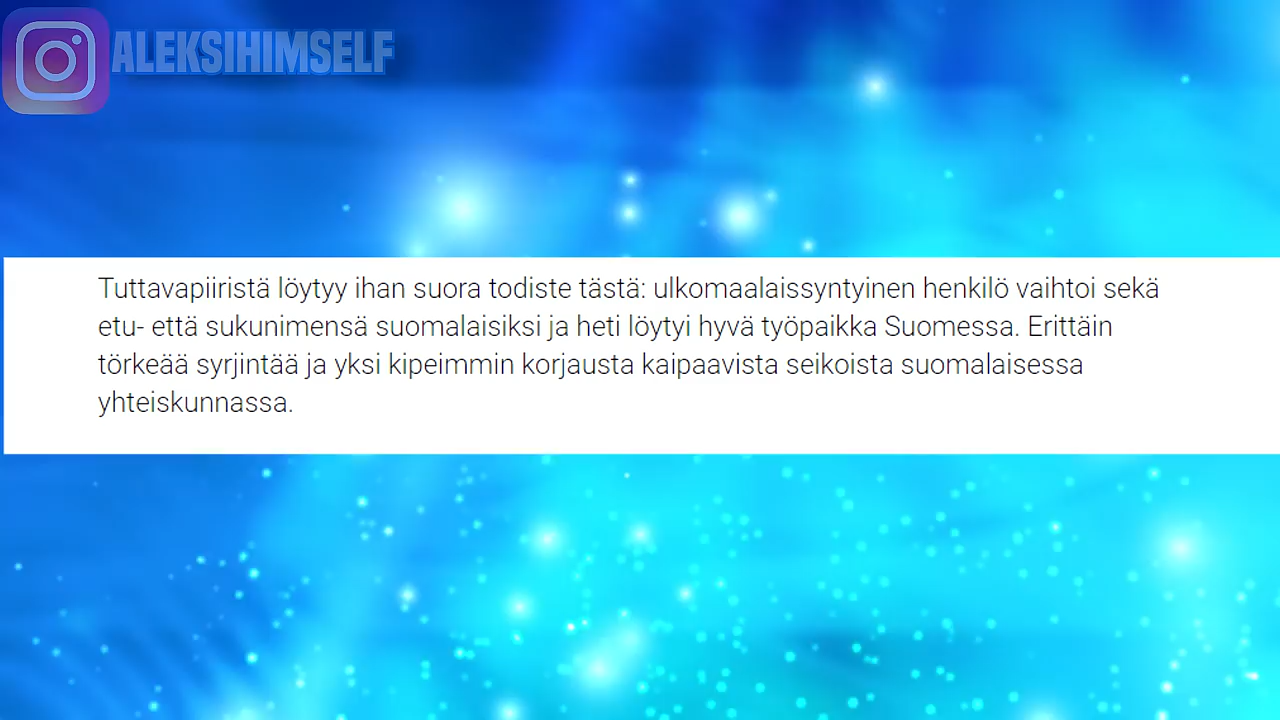 ALEKSIHIMSELF
Tuttavapiiristä löytyy ihan suora todiste tästä: ulkomaalaissyntyinen henkilö vaihtoi sekä
etu- että sukunimensä suomalaisiksi ja heti löytyi hyvä työpaikka Suomessa. Erittäin
törkeää syrjintää ja yksi kipeimmin korjausta kaipaavista seikoista suomalaisessa
yhteiskunnassa.